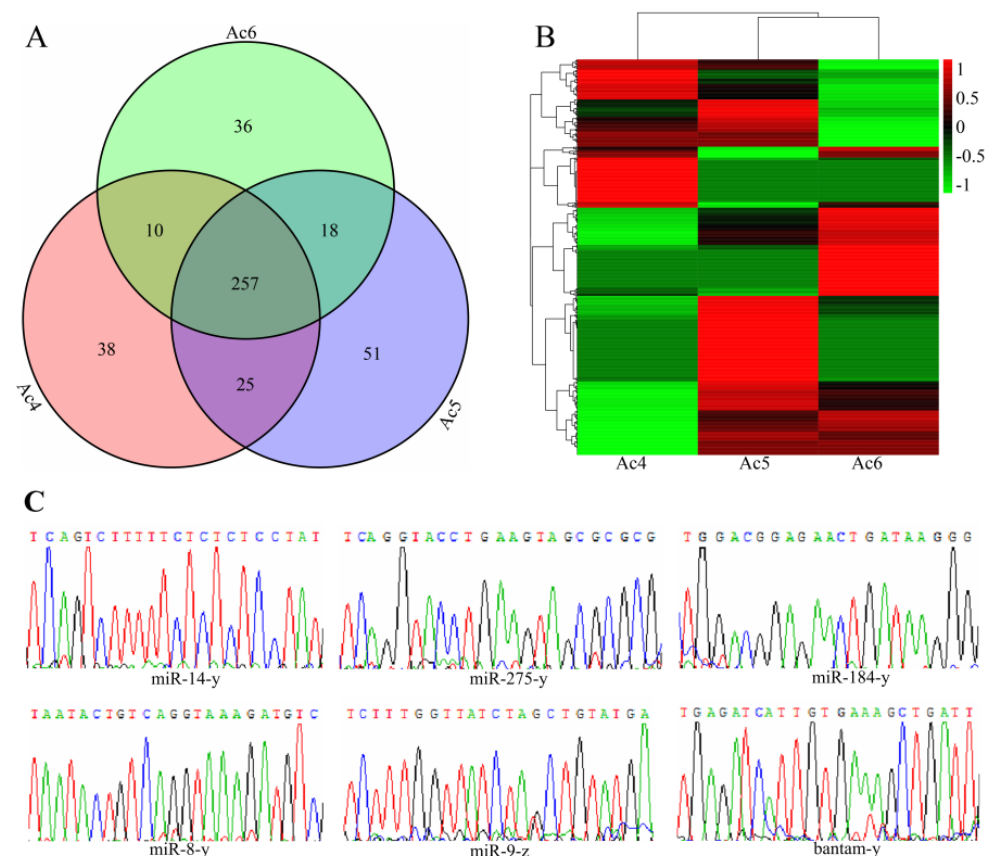 A
Ac6
36
10
18
257
38
51
25
Ac4
Ac5
B
1
0.5
0
-0.5
-1
Ac4 Ac5 Ac6
C
TCAGTCTTTTTCTCTCTCCTAT
TCAGGTACCTGAAGTAGCGCGCG
TGGACGGAGAACTGATAAGGG
miR-14-y
miR-275-y
miR-184-y
TAATACTGTCAGGTAAAGATGTC
TCTTTGGTTATCTAGCTGTATGA
TGAGATCATTGTGAAAGCTGATT
miR-8-y
miR-9-z
bantam-y